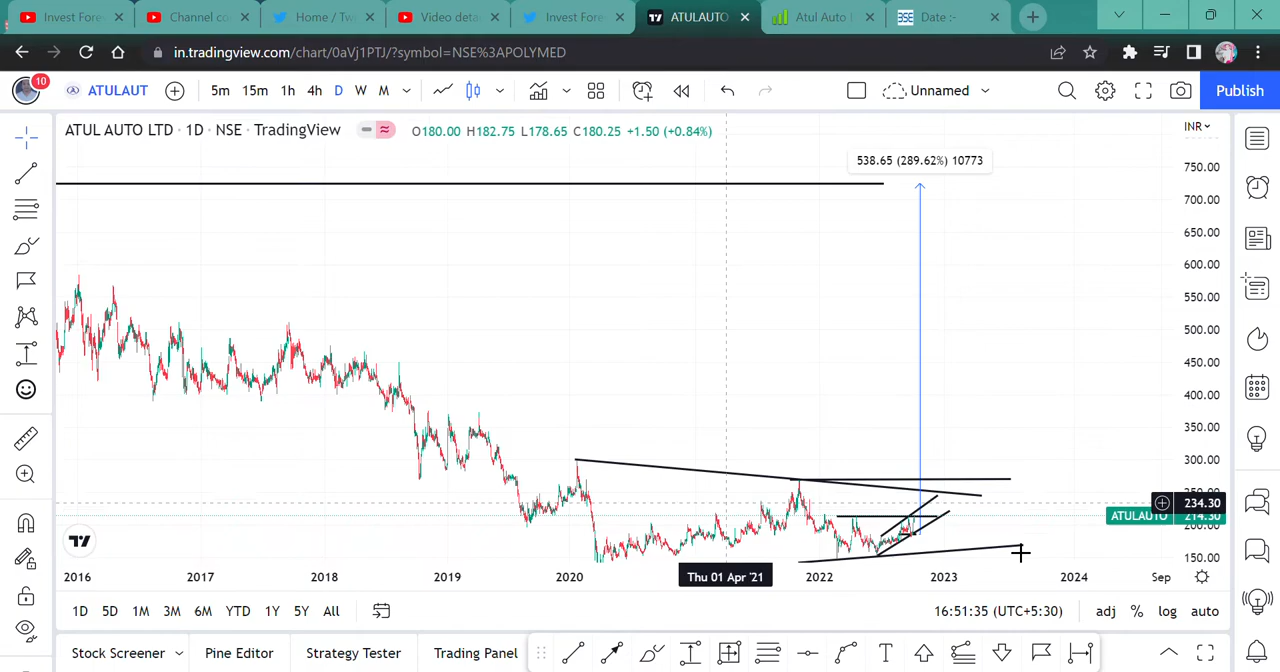 Invest Fore
Channel co
Home / Tw
Video deta
Invest Fore
ATULAUTO
Atul Auto
BSE Date :-
in.tradingview.com/chart/0aVj1PTJ/?symbol=NSE%3APOLYMED
10
ATULAUT
5m 15m 1h 4h D W M
Unnamed
Publish
ATUL AUTO LTD · 1D · NSE · TradingView
O180.00 H182.75 L178.65 C180.25 +1.50 (+0.84%)
INR
538.65 (289.62%) 10773
750.00
700.00
650.00
600.00
550.00
500.00
450.00
400.00
350.00
300.00
234.30
ATULAUTO 214.30
200.00
150.00
2016 2017 2018 2019 2020 Thu 01 Apr '21 2022 2023 2024 Sep
1D 5D 1M 3M 6M YTD 1Y 5Y All
16:51:35 (UTC+5:30) adj % log auto
Stock Screener Pine Editor Strategy Tester Trading Panel